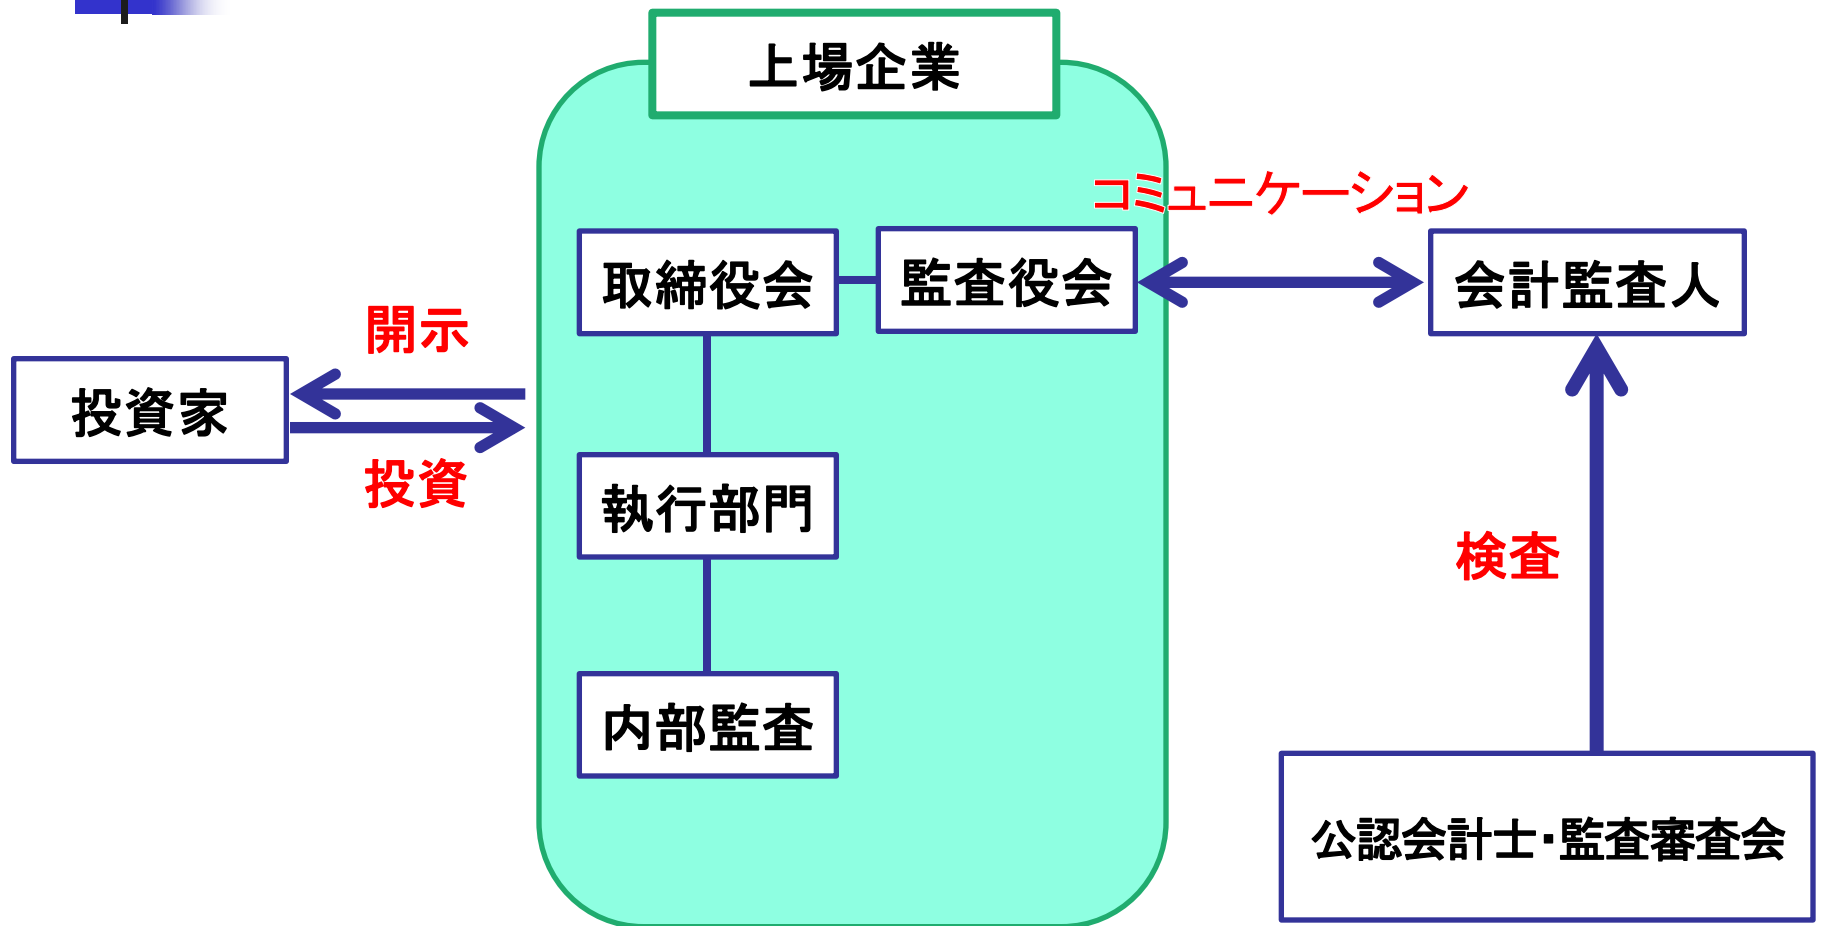 上場企業
コミュニケーション
取締役会
監査役会
会計監査人
開示
投資家
投資
執行部門
検査
内部監査
公認会計士・監査審査会